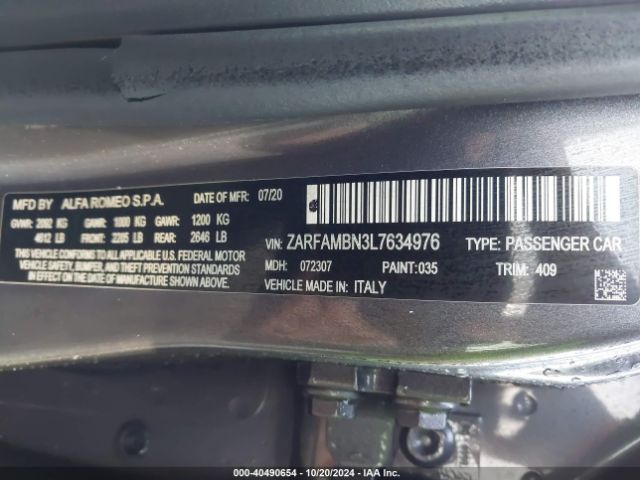 MFD BY ALFA ROMEO S.P.A. DATE OF MFR: 07/20
GVWR: 2092 KG GAWR: 1000 KG GAWR: 1200 KG
4612 LB FRONT: 2205 LB REAR: 2646 LB
THIS VEHICLE CONFORMS TO ALL APPLICABLE U.S. FEDERAL MOTOR
VEHICLE SAFETY, BUMPER, AND THEFT PREVENTION STANDARDS
IN EFFECT ON THE DATE OF MANUFACTURE SHOWN ABOVE.
VIN: ZARFAMBN3L7634976 TYPE: PASSENGER CAR
MDH: 072307 PAINT: 035 TRIM: 409
VEHICLE MADE IN: ITALY
000-40490654 / 10/20/2024 / IAA Inc.